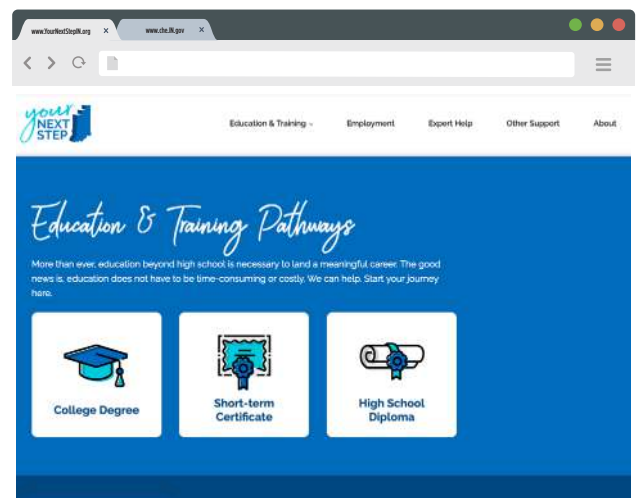 www.YourNextStepIN.org X www.che.IN.gov X
your
NEXT
STEP
Education & Training Employment Expert Help Other Support About
Education & Training Pathways
More than ever, education beyond high school is necessary to land a meaningful career. The good
news is, education does not have to be time-consuming or costly. We can help. Start your journey
here.
College Degree
Short-term
Certificate
High School
Diploma